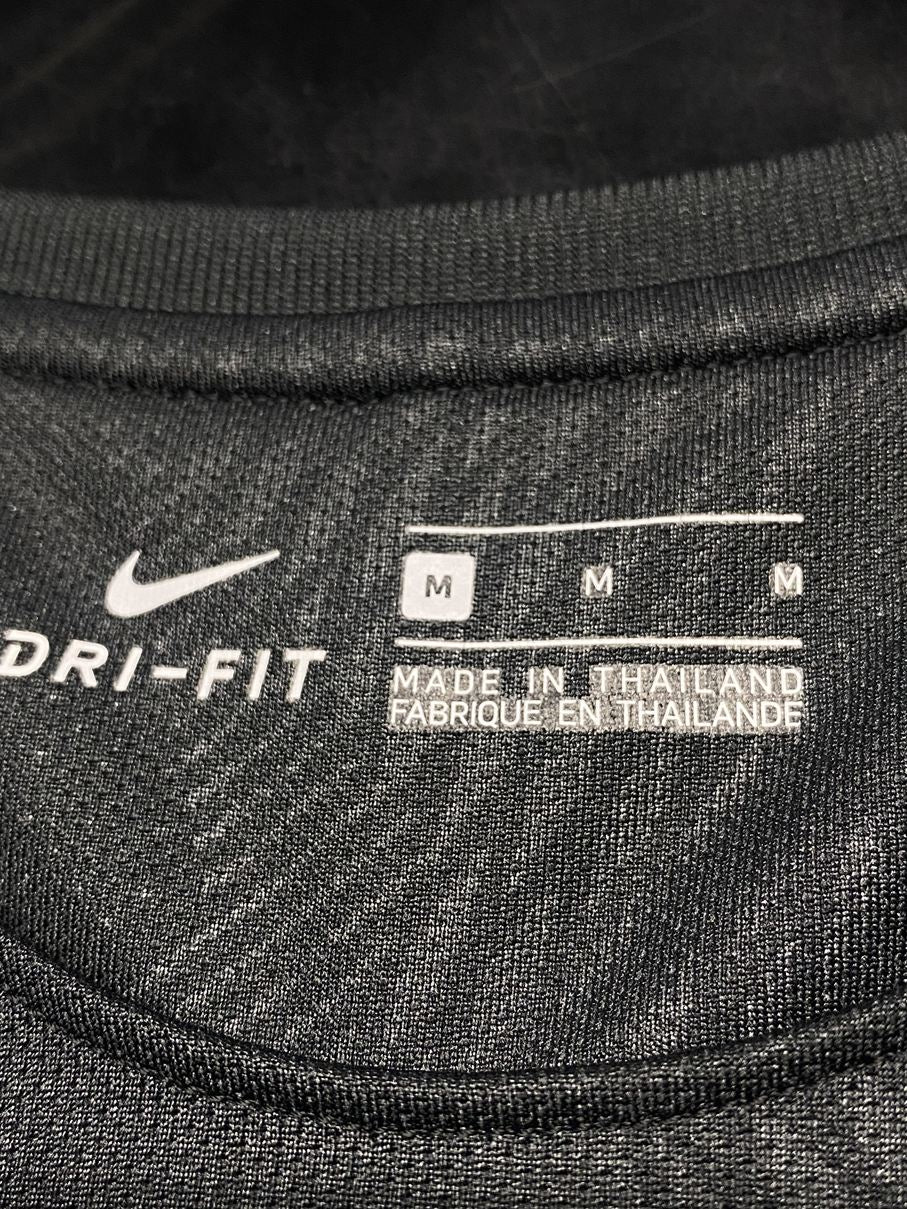 DRI-FIT
M M M
MADE IN THAILAND
FABRIQUE EN THAILANDE